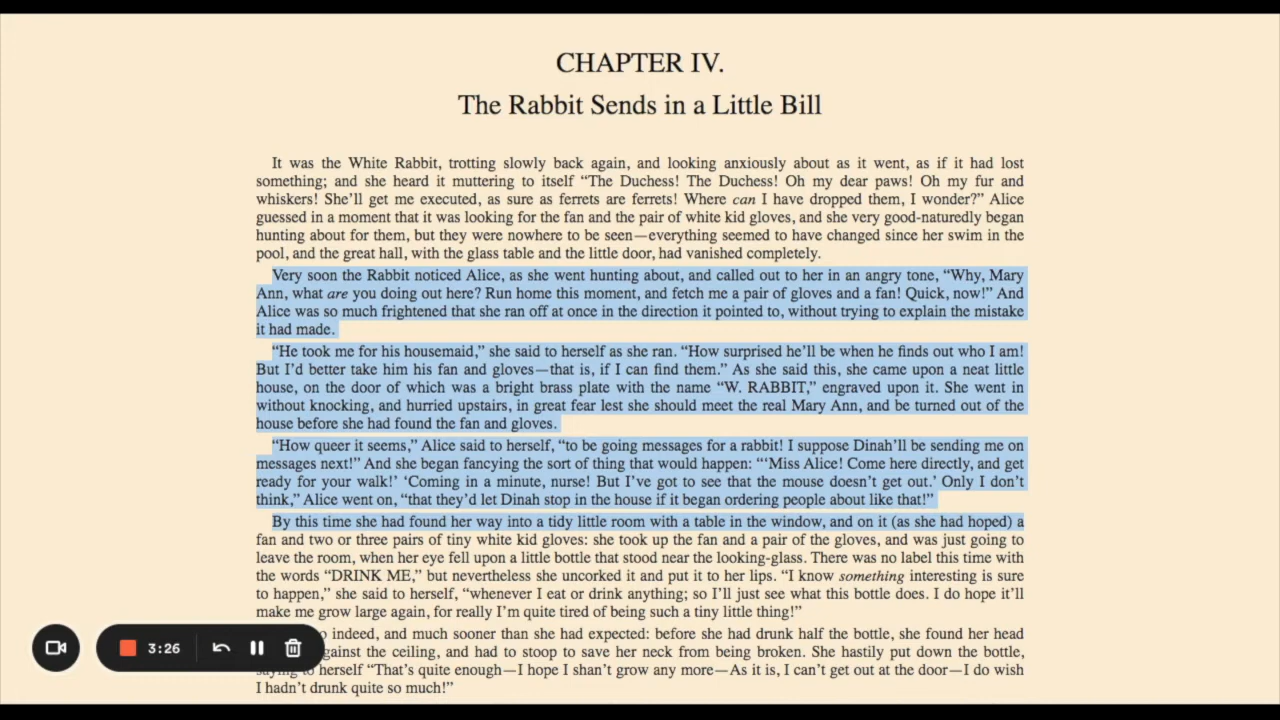 CHAPTER IV.
The Rabbit Sends in a Little Bill
It was the White Rabbit, trotting slowly back again, and looking anxiously about as it went, as if it had lost
something; and she heard it muttering to itself “The Duchess! The Duchess! Oh my dear paws! Oh my fur and
whiskers! She’ll get me executed, as sure as ferrets are ferrets! Where can I have dropped them, I wonder?” Alice
guessed in a moment that it was looking for the fan and the pair of white kid gloves, and she very good-naturedly began
hunting about for them, but they were nowhere to be seen—everything seemed to have changed since her swim in the
pool, and the great hall, with the glass table and the little door, had vanished completely.
Very soon the Rabbit noticed Alice, as she went hunting about, and called out to her in an angry tone, “Why, Mary
Ann, what are you doing out here? Run home this moment, and fetch me a pair of gloves and a fan! Quick, now!” And
Alice was so much frightened that she ran off at once in the direction it pointed to, without trying to explain the mistake
it had made.
“He took me for his housemaid,” she said to herself as she ran. “How surprised he’ll be when he finds out who I am!
But I’d better take him his fan and gloves—that is, if I can find them.” As she said this, she came upon a neat little
house, on the door of which was a bright brass plate with the name “W. RABBIT,” engraved upon it. She went in
without knocking, and hurried upstairs, in great fear lest she should meet the real Mary Ann, and be turned out of the
house before she had found the fan and gloves.
“How queer it seems,” Alice said to herself, “to be going messages for a rabbit! I suppose Dinah’ll be sending me on
messages next!” And she began fancying the sort of thing that would happen: “‘Miss Alice! Come here directly, and get
ready for your walk!’ ‘Coming in a minute, nurse! But I’ve got to see that the mouse doesn’t get out.’ Only I don’t
think,” Alice went on, “that they’d let Dinah stop in the house if it began ordering people about like that!”
By this time she had found her way into a tidy little room with a table in the window, and on it (as she had hoped) a
fan and two or three pairs of tiny white kid gloves: she took up the fan and a pair of the gloves, and was just going to
leave the room, when her eye fell upon a little bottle that stood near the looking-glass. There was no label this time with
the words “DRINK ME,” but nevertheless she uncorked it and put it to her lips. “I know something interesting is sure
to happen,” she said to herself, “whenever I eat or drink anything; so I’ll just see what this bottle does. I do hope it’ll
make me grow large again, for really I’m quite tired of being such a tiny little thing!”
indeed, and much sooner than she had expected: before she had drunk half the bottle, she found her head
against the ceiling, and had to stoop to save her neck from being broken. She hastily put down the bottle,
herself “That’s quite enough—I hope I shan’t grow any more—As it is, I can’t get out at the door—I do wish
I hadn’t drunk quite so much!”
3:26